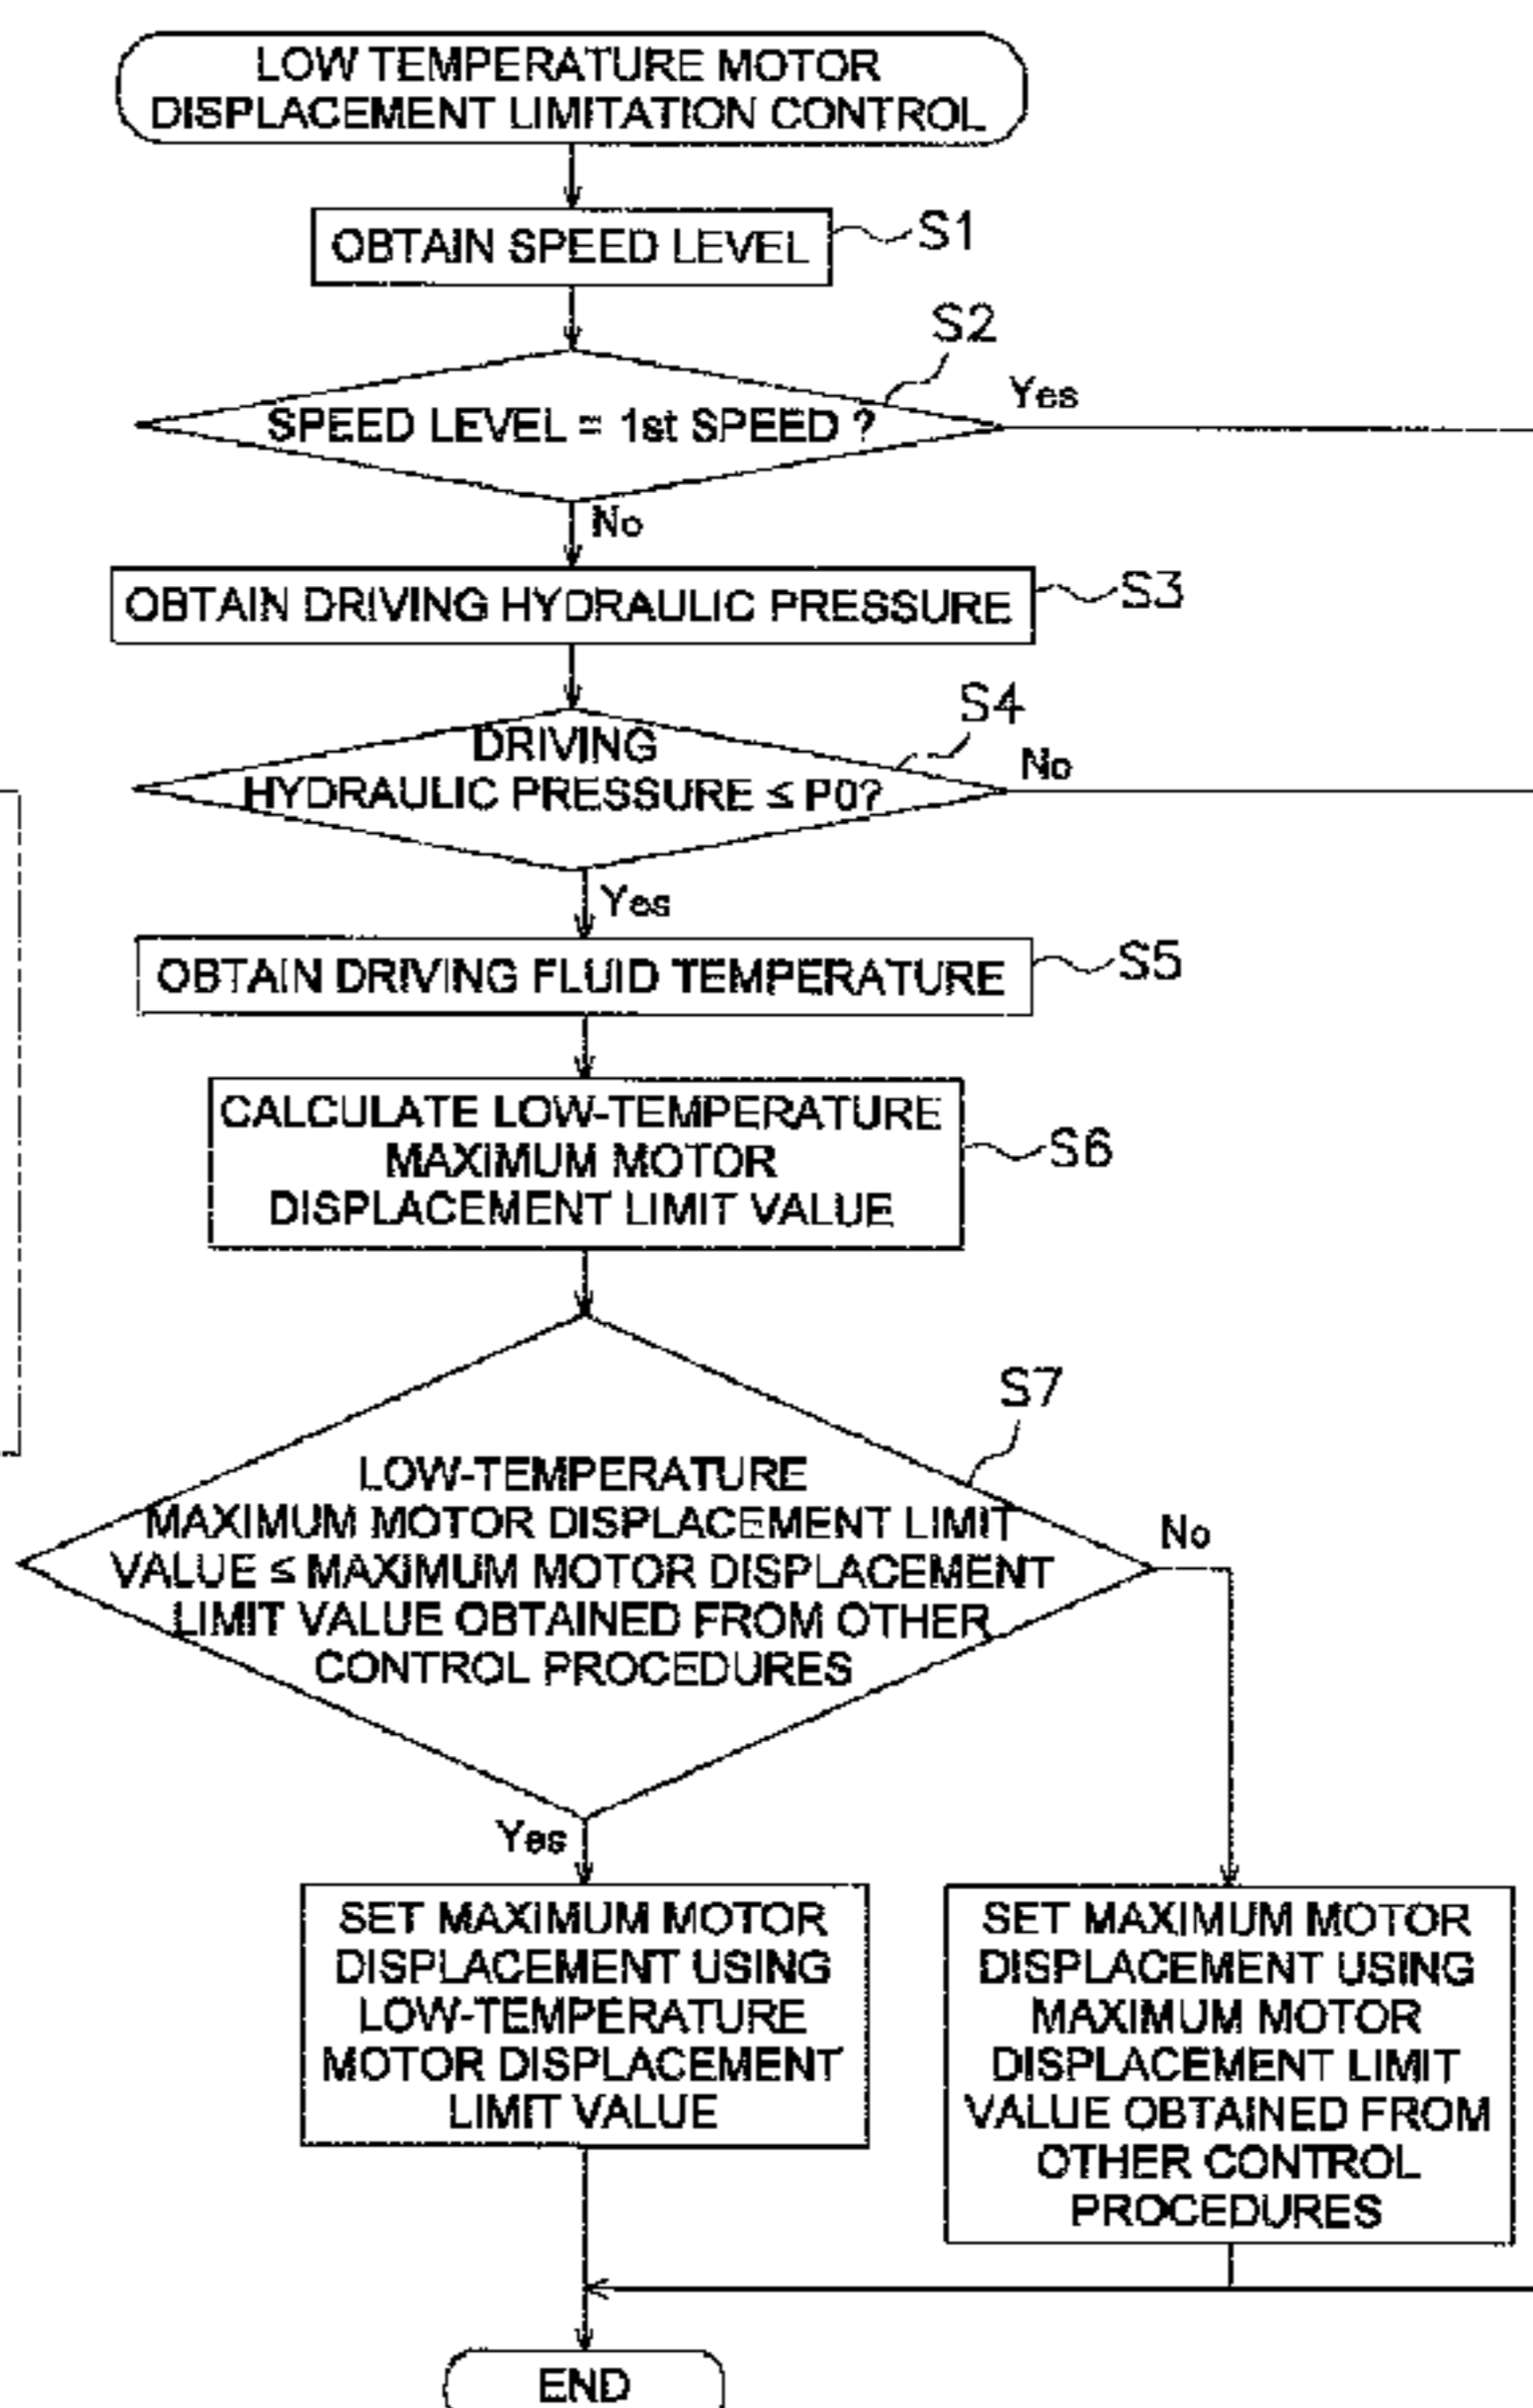 LOW TEMPERATURE MOTOR
DISPLACEMENT LIMITATION CONTROL
OBTAIN SPEED LEVEL
S1
S2
SPEED LEVEL = 1st SPEED ?
Yes
No
OBTAIN DRIVING HYDRAULIC PRESSURE
S3
S4
DRIVING
HYDRAULIC PRESSURE ≤ P0?
No
Yes
OBTAIN DRIVING FLUID TEMPERATURE
S5
CALCULATE LOW-TEMPERATURE
MAXIMUM MOTOR
DISPLACEMENT LIMIT VALUE
S6
S7
LOW-TEMPERATURE
MAXIMUM MOTOR DISPLACEMENT LIMIT
VALUE ≤ MAXIMUM MOTOR DISPLACEMENT
LIMIT VALUE OBTAINED FROM OTHER
CONTROL PROCEDURES
No
Yes
SET MAXIMUM MOTOR
DISPLACEMENT USING
LOW-TEMPERATURE
MOTOR DISPLACEMENT
LIMIT VALUE
SET MAXIMUM MOTOR
DISPLACEMENT USING
MAXIMUM MOTOR
DISPLACEMENT LIMIT
VALUE OBTAINED FROM
OTHER CONTROL
PROCEDURES
END